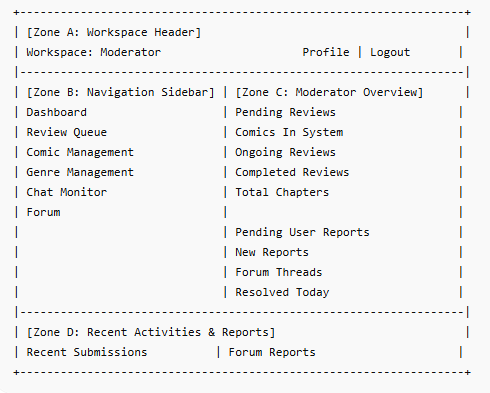 +----------------------------------------------------------------+
| [Zone A: Workspace Header]                                      |
| Workspace: Moderator                     Profile | Logout       |
|----------------------------------------------------------------|
| [Zone B: Navigation Sidebar] | [Zone C: Moderator Overview]      |
| Dashboard                    | Pending Reviews                  |
| Review Queue                 | Comics In System                 |
| Comic Management             | Ongoing Reviews                  |
| Genre Management             | Completed Reviews                |
| Chat Monitor                 | Total Chapters                   |
| Forum                        |                                  |
|                              | Pending User Reports             |
|                              | New Reports                      |
|                              | Forum Threads                    |
|                              | Resolved Today                   |
|----------------------------------------------------------------|
| [Zone D: Recent Activities & Reports]                           |
| Recent Submissions          | Forum Reports                     |
+----------------------------------------------------------------+